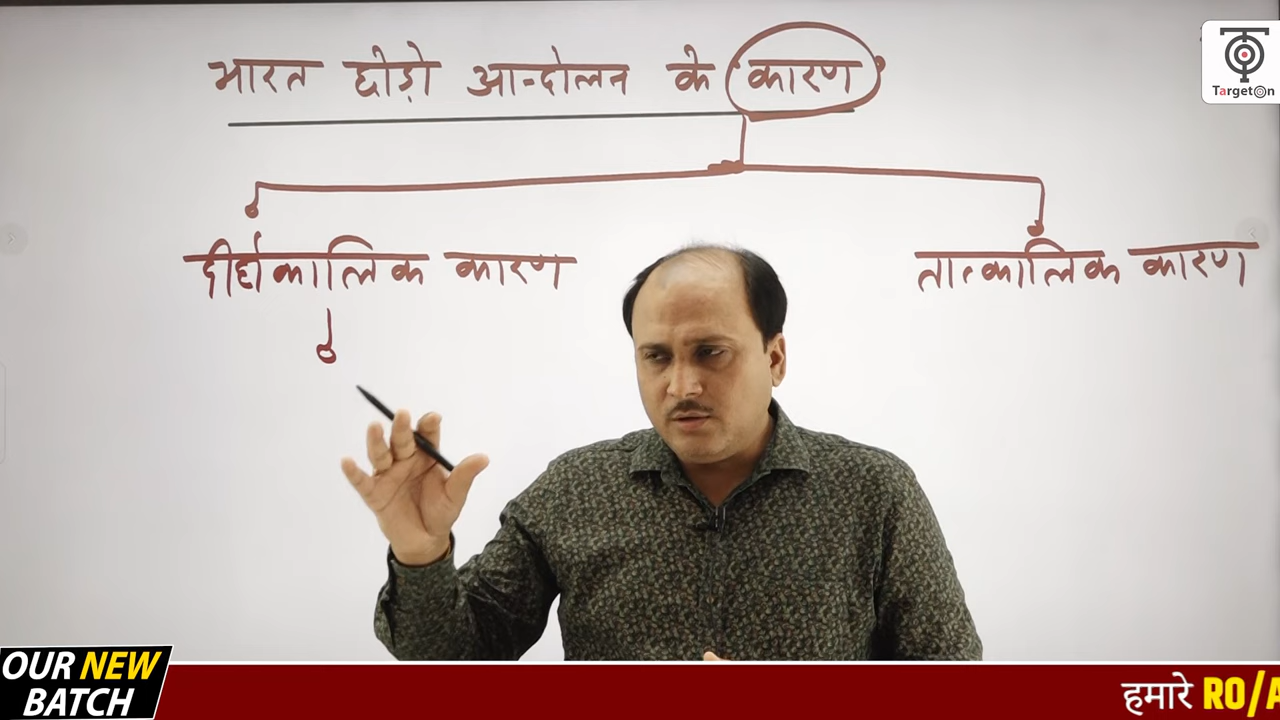 भारत छोड़ो आन्दोलन के कारण
TargetOn
दीर्घकालिक कारण
तात्कालिक कारण
OUR NEW
BATCH
हमारे RO/A